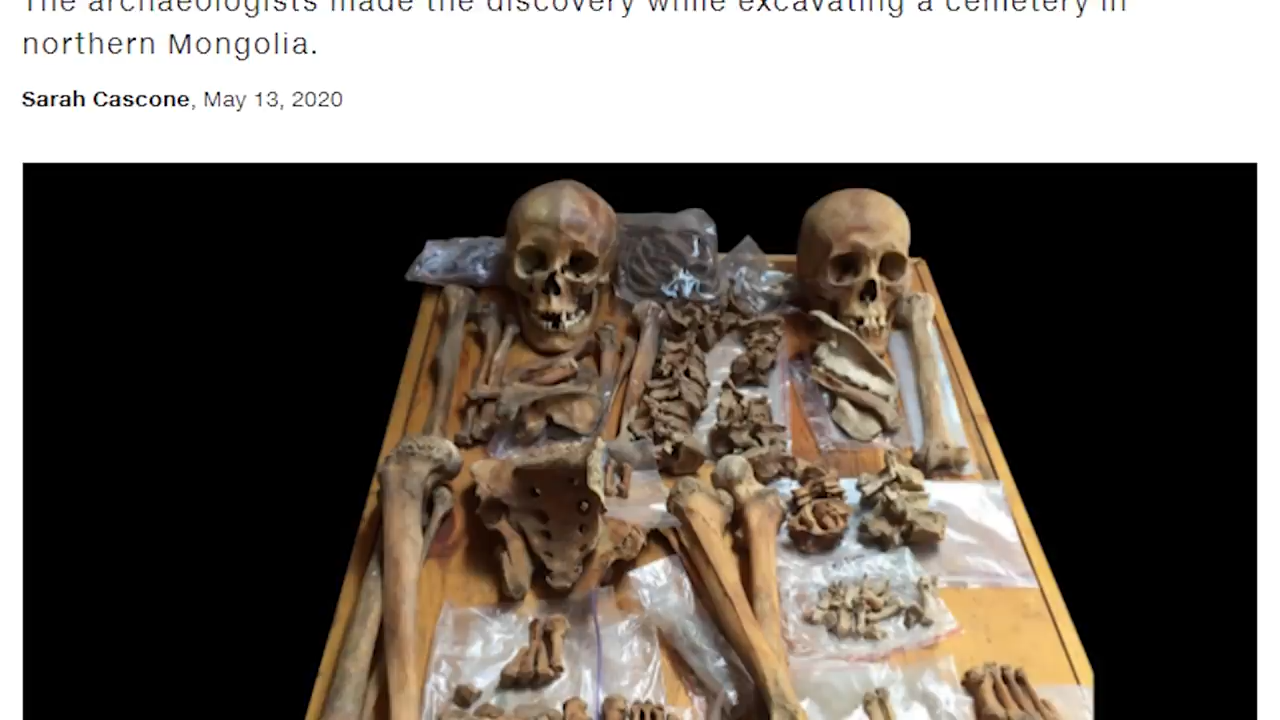 The archaeologists made the discovery while excavating a cemetery in
northern Mongolia.
Sarah Cascone, May 13, 2020